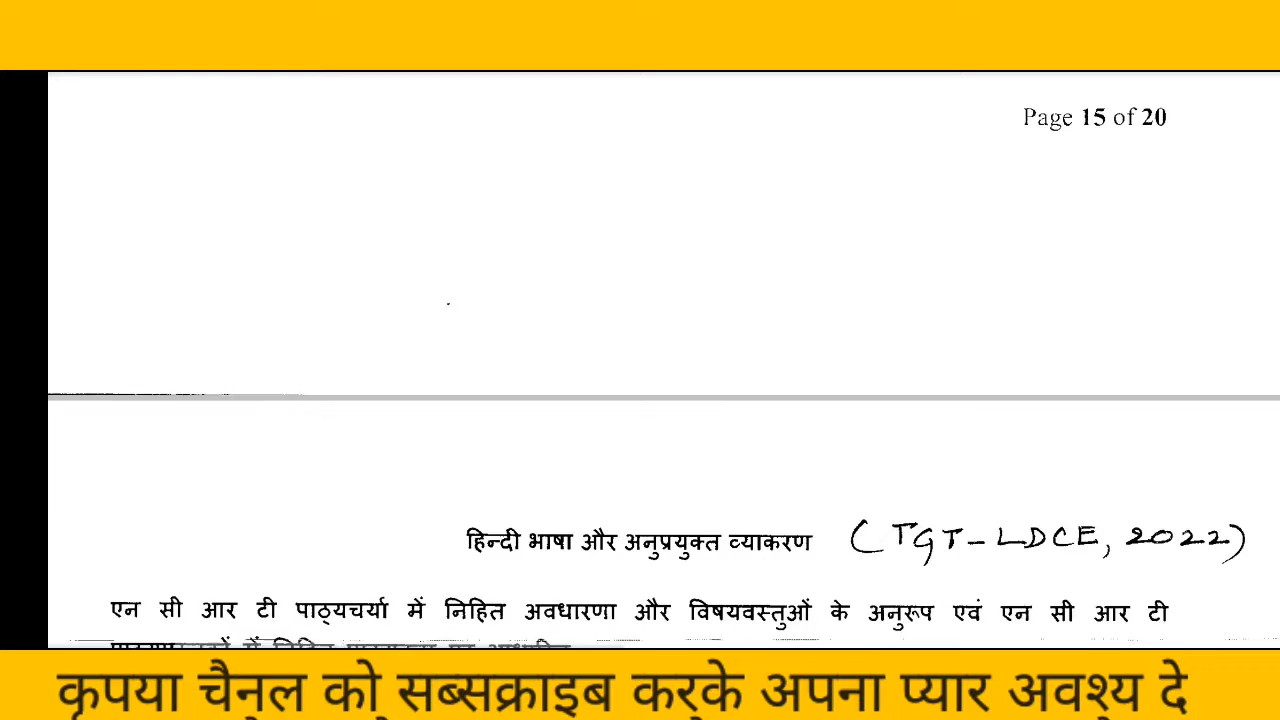 Page 15 of 20
हिन्दी भाषा और अनुप्रयुक्त व्याकरण (TGT-LDCE, 2022)
एन सी आर टी पाठ्यचर्या में निहित अवधारणा और विषयवस्तुओं के अनुरूप एवं एन सी आर टी
कृपया चैनल को सब्सक्राइब करके अपना प्यार अवश्य दे